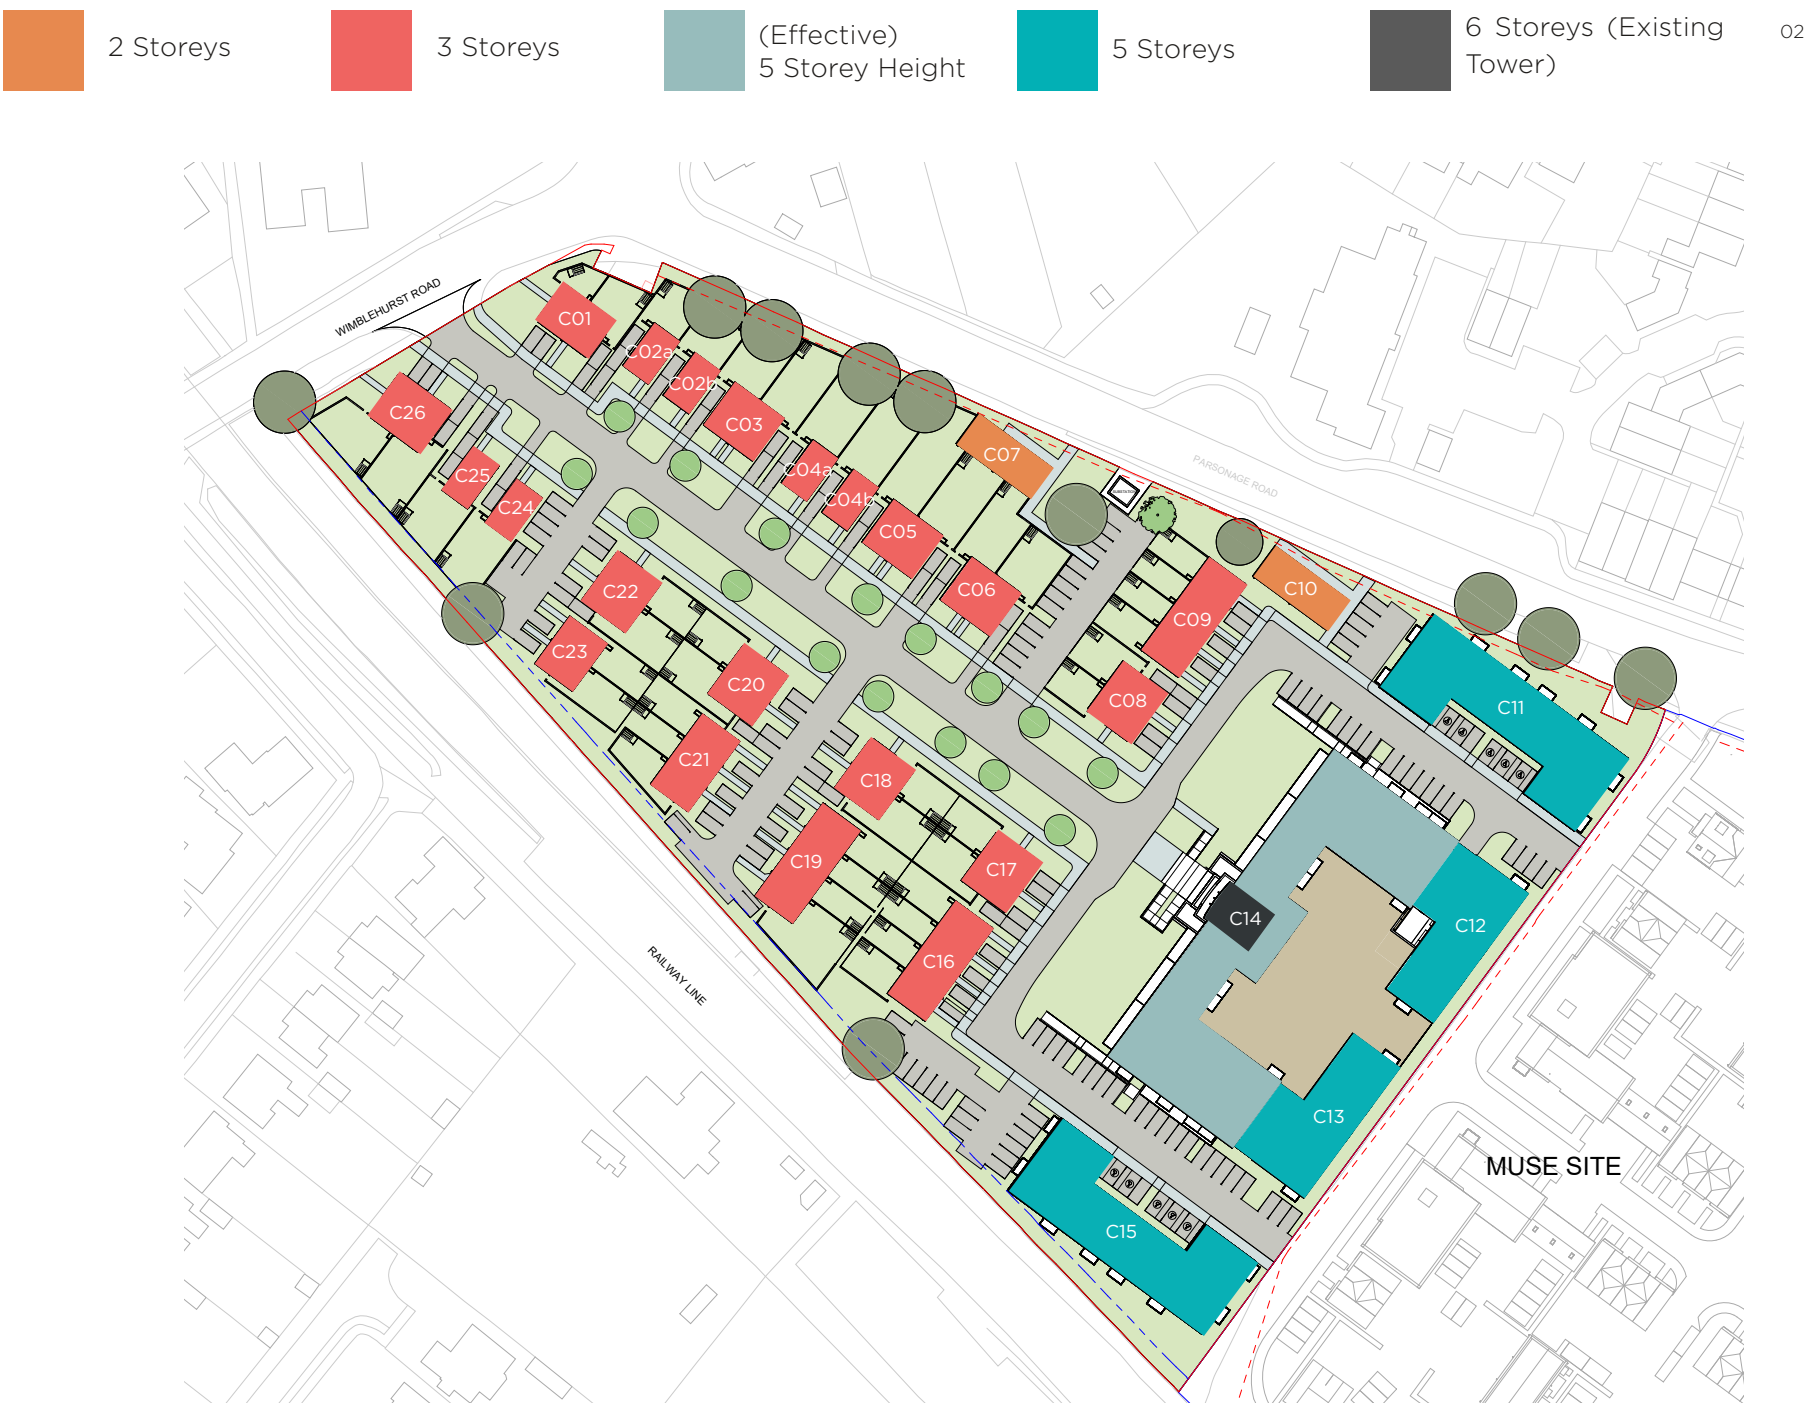 2 Storeys
3 Storeys
(Effective)
5 Storey Height
5 Storeys
6 Storeys (Existing
Tower)
02
WIMBLEHURST ROAD
C01
C02a
C02b
C26
C03
C07
PARSONAGE ROAD
C25
C04a
C04b
C24
C05
C22
C06
C10
C09
C23
C20
C08
C11
C21
C18
C19
C17
C14
C12
C16
RAILWAY LINE
C13
MUSE SITE
C15